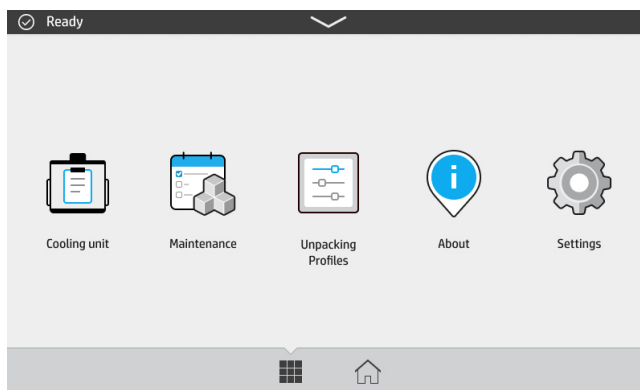 Ready
Cooling unit
Maintenance
Unpacking
Profiles
i
About
Settings